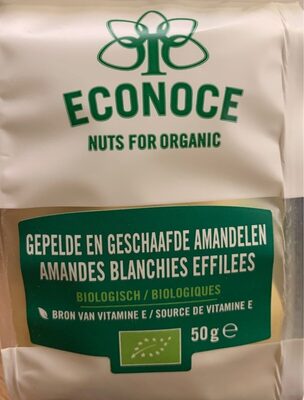 ECONOCE
NUTS FOR ORGANIC
GEPELDE EN GESCHAAFDE AMANDELEN
AMANDES BLANCHIES EFFILEES
BIOLOGISCH / BIOLOGIQUES
BRON VAN VITAMINE E / SOURCE DE VITAMINE E
50g ℮